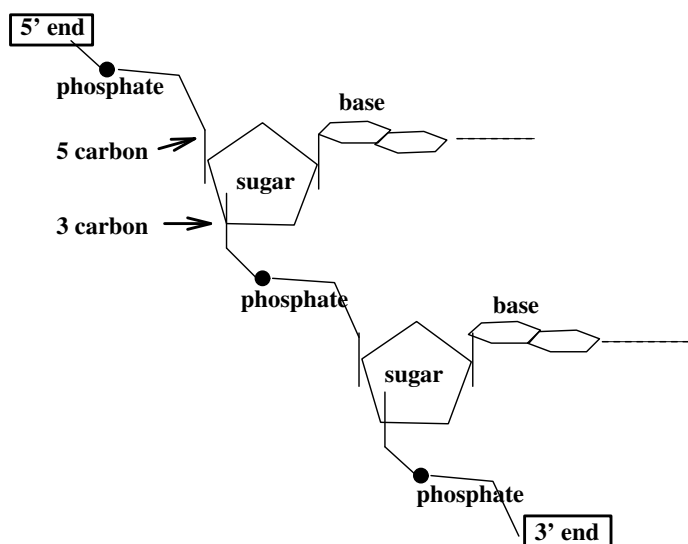 5’ end
phosphate
base
5 carbon
sugar
3 carbon
phosphate
base
sugar
phosphate
3’ end